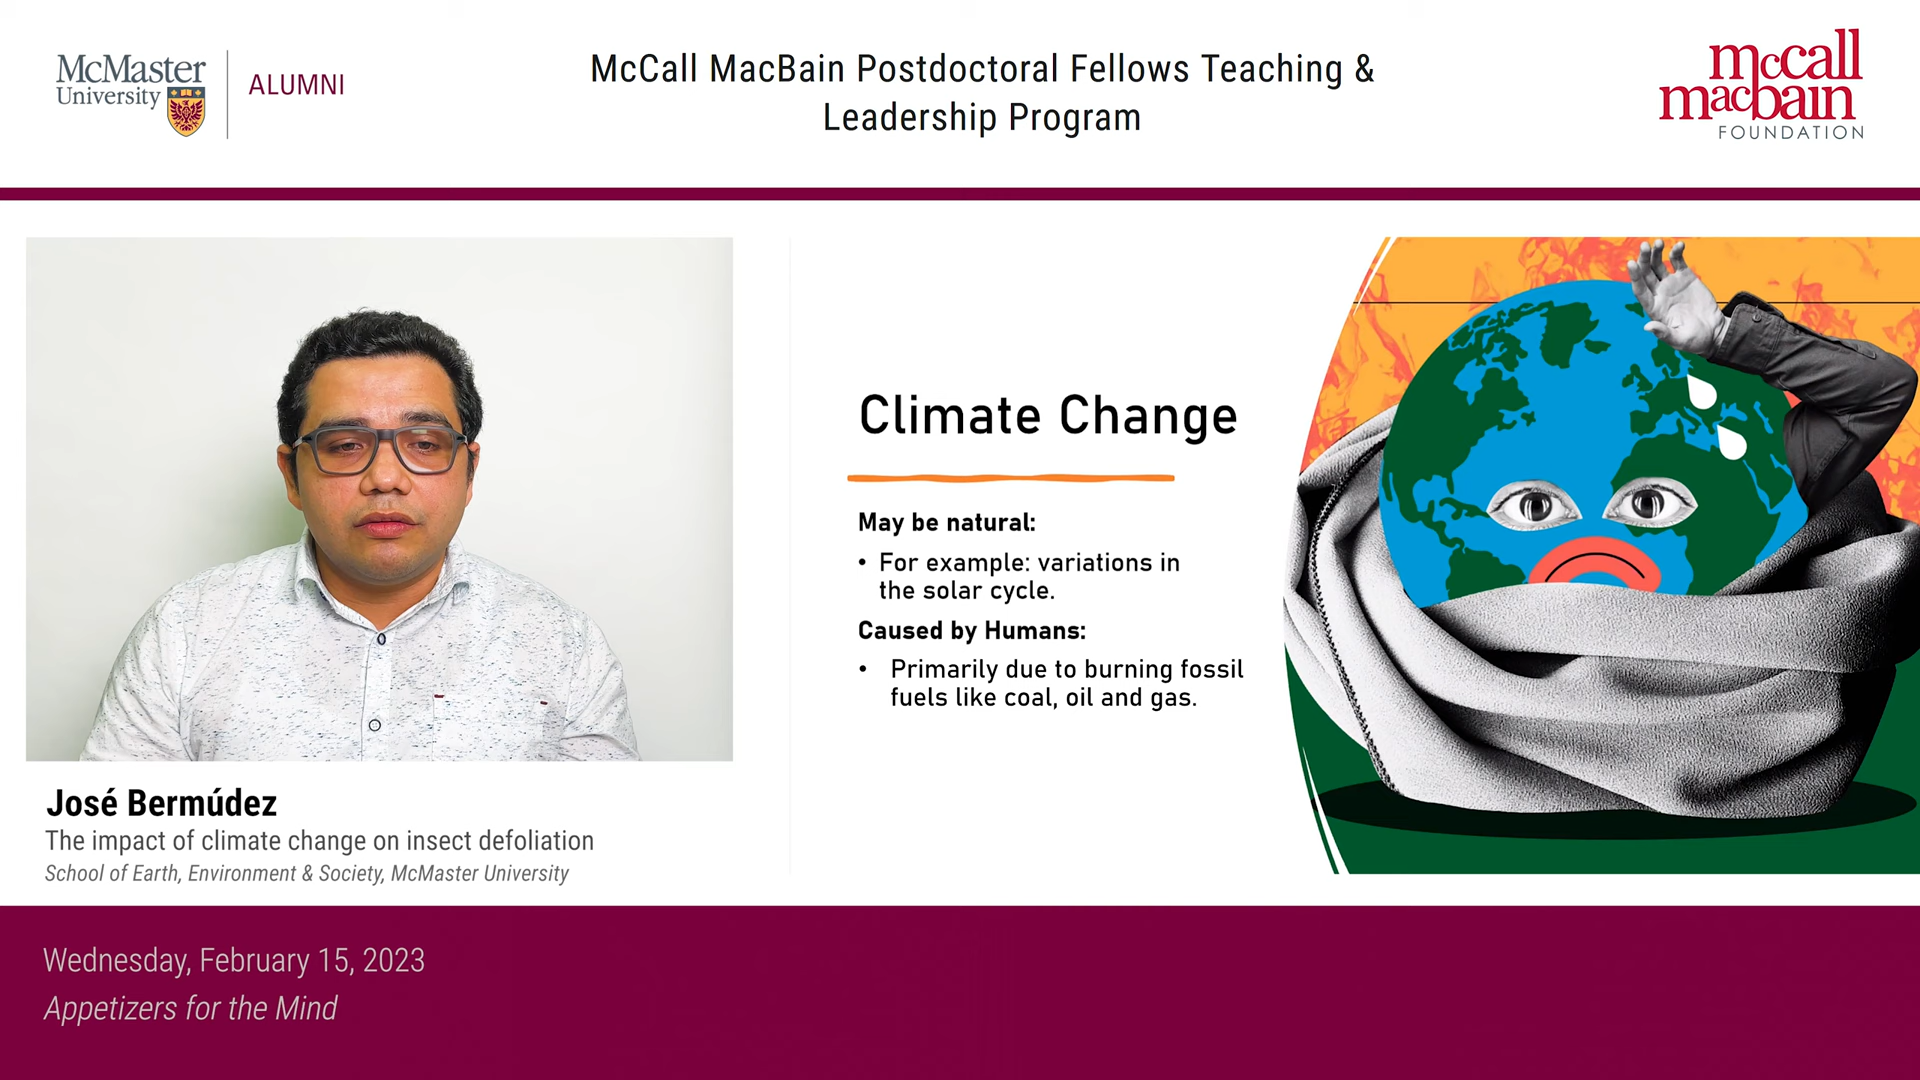 McMaster
University
ALUMNI
McCall MacBain Postdoctoral Fellows Teaching &
Leadership Program
mccall
macbain
FOUNDATION
Climate Change
May be natural:
• For example: variations in
the solar cycle.
Caused by Humans:
• Primarily due to burning fossil
fuels like coal, oil and gas.
José Bermúdez
The impact of climate change on insect defoliation
School of Earth, Environment & Society, McMaster University
Wednesday, February 15, 2023
Appetizers for the Mind